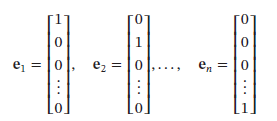 e₁ = [1 0 0 ⋮ 0], e₂ = [0 1 0 ⋮ 0], ..., eₙ = [0 0 0 ⋮ 1]